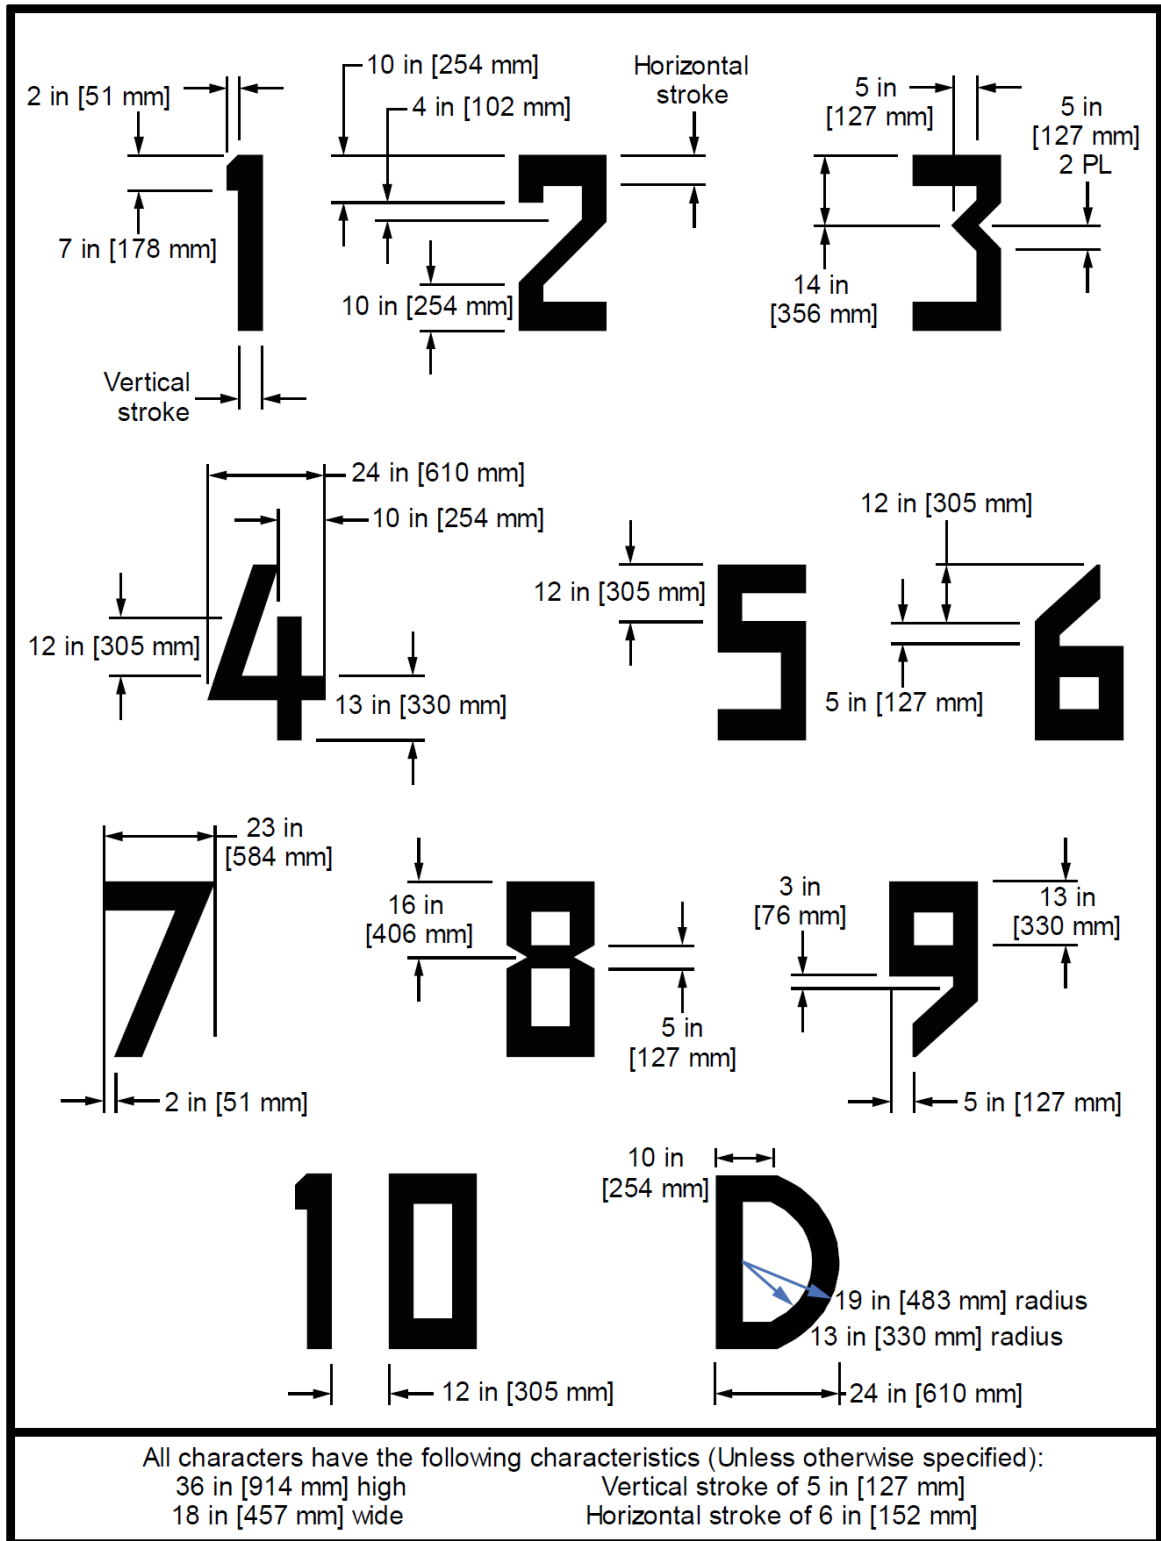 10 in [254 mm]
Horizontal
stroke
2 in [51 mm]
4 in [102 mm]
5 in
[127 mm]
5 in
[127 mm]
2 PL
1
2
3
7 in [178 mm]
10 in [254 mm]
14 in
[356 mm]
Vertical
stroke
24 in [610 mm]
10 in [254 mm]
12 in [305 mm]
12 in [305 mm]
12 in [305 mm]
4
5
6
13 in [330 mm]
5 in [127 mm]
23 in
[584 mm]
16 in
[406 mm]
3 in
[76 mm]
13 in
[330 mm]
7
8
9
5 in
[127 mm]
2 in [51 mm]
5 in [127 mm]
10 in
[254 mm]
10
D
19 in [483 mm] radius
13 in [330 mm] radius
12 in [305 mm]
24 in [610 mm]
All characters have the following characteristics (Unless otherwise specified):
36 in [914 mm] high
Vertical stroke of 5 in [127 mm]
18 in [457 mm] wide
Horizontal stroke of 6 in [152 mm]